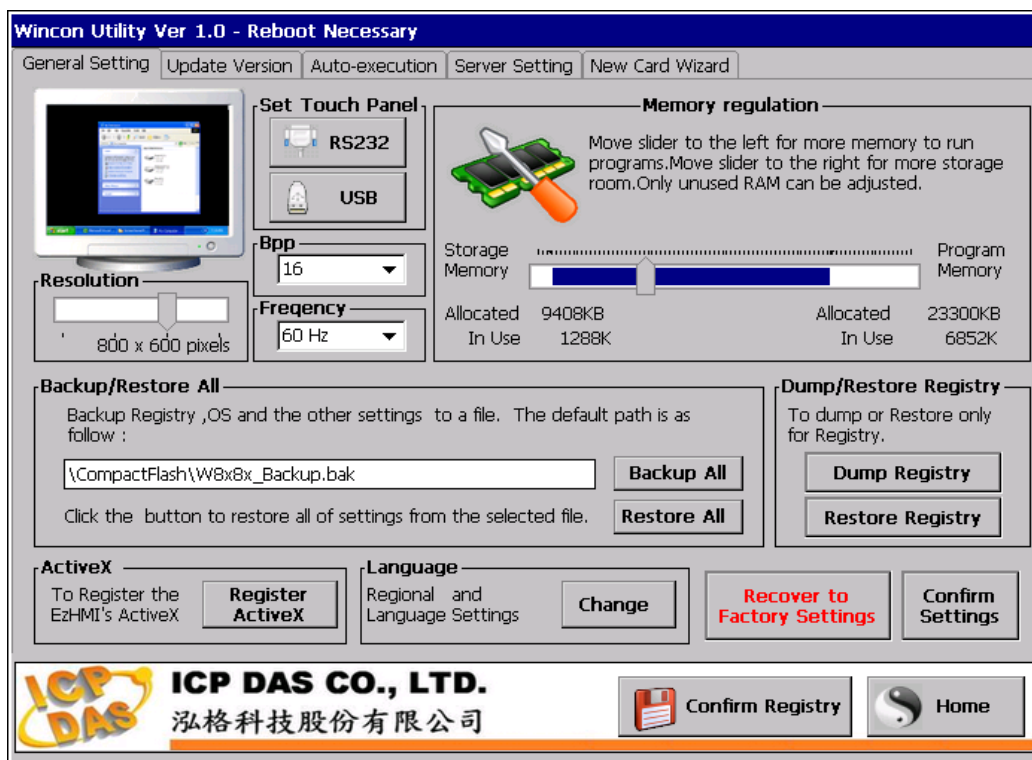 Wincon Utility Ver 1.0 - Reboot Necessary
General Setting
Update Version
Auto-execution
Server Setting
New Card Wizard
Set Touch Panel
RS232
USB
Bpp
16
Freqency
60 Hz
Resolution
800 x 600 pixels
Memory regulation
Move slider to the left for more memory to run
programs.Move slider to the right for more storage
room.Only unused RAM can be adjusted.
Storage
Memory
Program
Memory
Allocated 9408KB
In Use 1288K
Allocated 23300KB
In Use 6852K
Backup/Restore All
Backup Registry ,OS and the other settings to a file. The default path is as
follow :
\CompactFlash\W8x8x_Backup.bak
Backup All
Click the button to restore all of settings from the selected file.
Restore All
Dump/Restore Registry
To dump or Restore only
for Registry.
Dump Registry
Restore Registry
ActiveX
To Register the
EzHMI's ActiveX
Register
ActiveX
Language
Regional and
Language Settings
Change
Recover to
Factory Settings
Confirm
Settings
ICP
DAS
ICP DAS CO., LTD.
泓格科技股份有限公司
Confirm Registry
Home